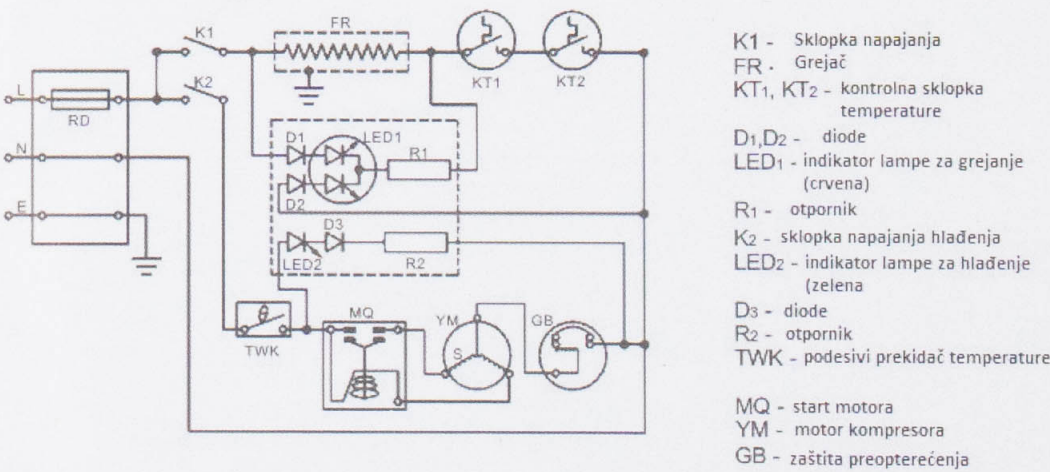 K1
FR
KT1
KT2
K2
L
RD
N
E
D1
LED1
R1
D2
D3
LED2
R2
TWK
MQ
YM
S
GB
K1 - Sklopka napajanja
FR - Grejač
KT1, KT2 - kontrolna sklopka
temperature
D1,D2 - diode
LED1 - indikator lampe za grejanje
(crvena)
R1 - otpornik
K2 - sklopka napajanja hlađenja
LED2 - indikator lampe za hlađenje
(zelena
D3 - diode
R2 - otpornik
TWK - podesivi prekidač temperature
MQ - start motora
YM - motor kompresora
GB - zaštita preopterećenja